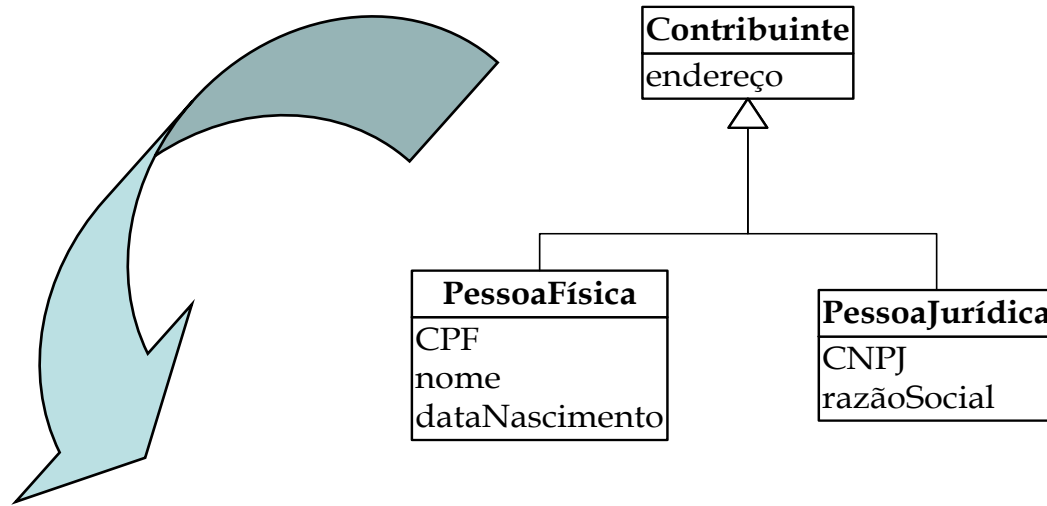 Contribuinte
endereço
PessoaFísica
CPF
nome
dataNascimento
PessoaJurídica
CNPJ
razãoSocial